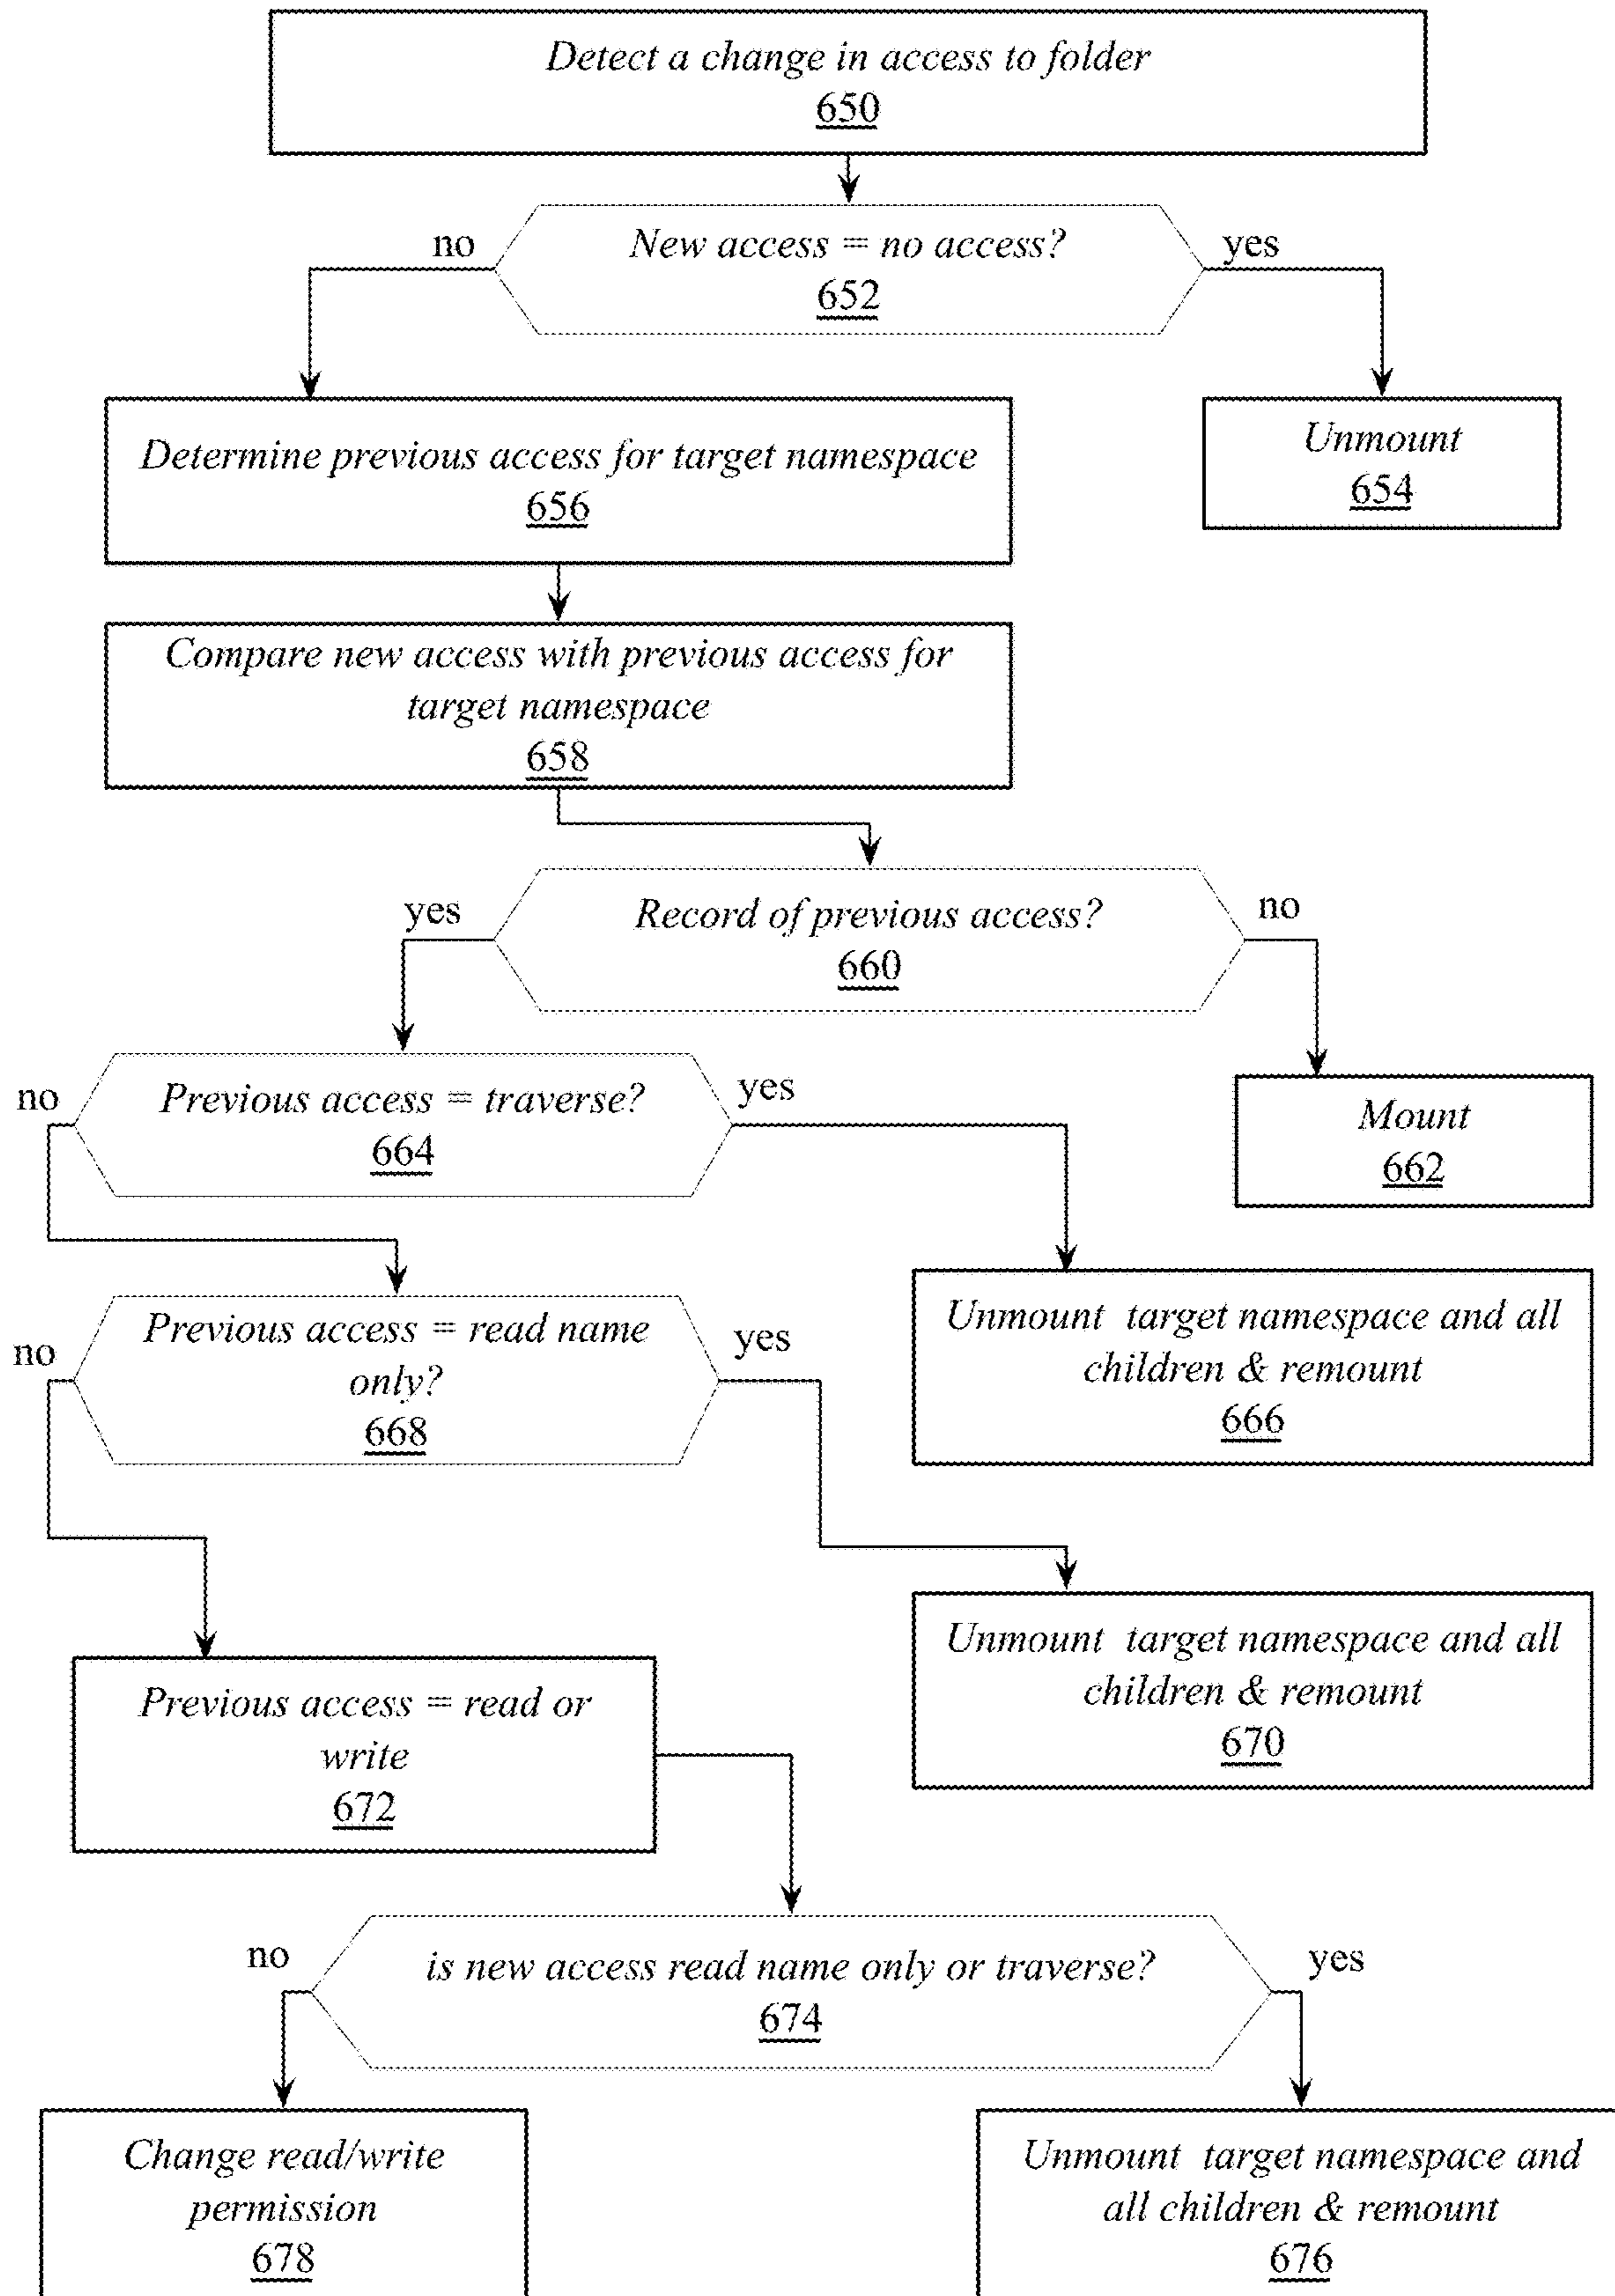 Detect a change in access to folder
650
no
New access = no access?
yes
652
Determine previous access for target namespace
656
Unmount
654
Compare new access with previous access for
target namespace
658
yes
Record of previous access?
no
660
no
Previous access = traverse?
yes
664
Mount
662
no
Previous access = read name
only?
yes
668
Unmount target namespace and all
children & remount
666
Unmount target namespace and all
children & remount
670
Previous access = read or
write
672
no
is new access read name only or traverse?
yes
674
Change read/write
permission
678
Unmount target namespace and
all children & remount
676